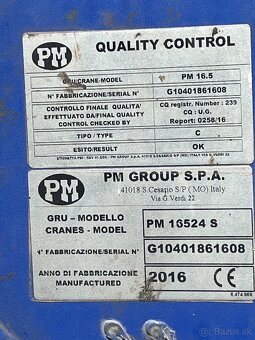 PM
QUALITY CONTROL
GRU/CRANE-MODEL PM 16.5
N° FABBRICAZIONE/SERIAL N° G10401861608
CONTROLLO FINALE QUALITA' CQ registr. Number : 239
EFFETTUATO DA/FINAL QUALITY CQ : U.G.
CONTROL CHECKED BY Report: 0258/16
TIPO / TYPE C
ESITO/RESULT OK
PM
PM GROUP S.P.A.
41018 S.Cesario S/P ( MO) Italy
Via G Verdi 22
GRU - MODELLO
CRANES - MODEL
PM 16524 S
N° FABBRICAZIONE/SERIAL N° G10401861608
ANNO DI FABBRICAZIONE
MANUFACTURED
2016 CE
bazos.sk